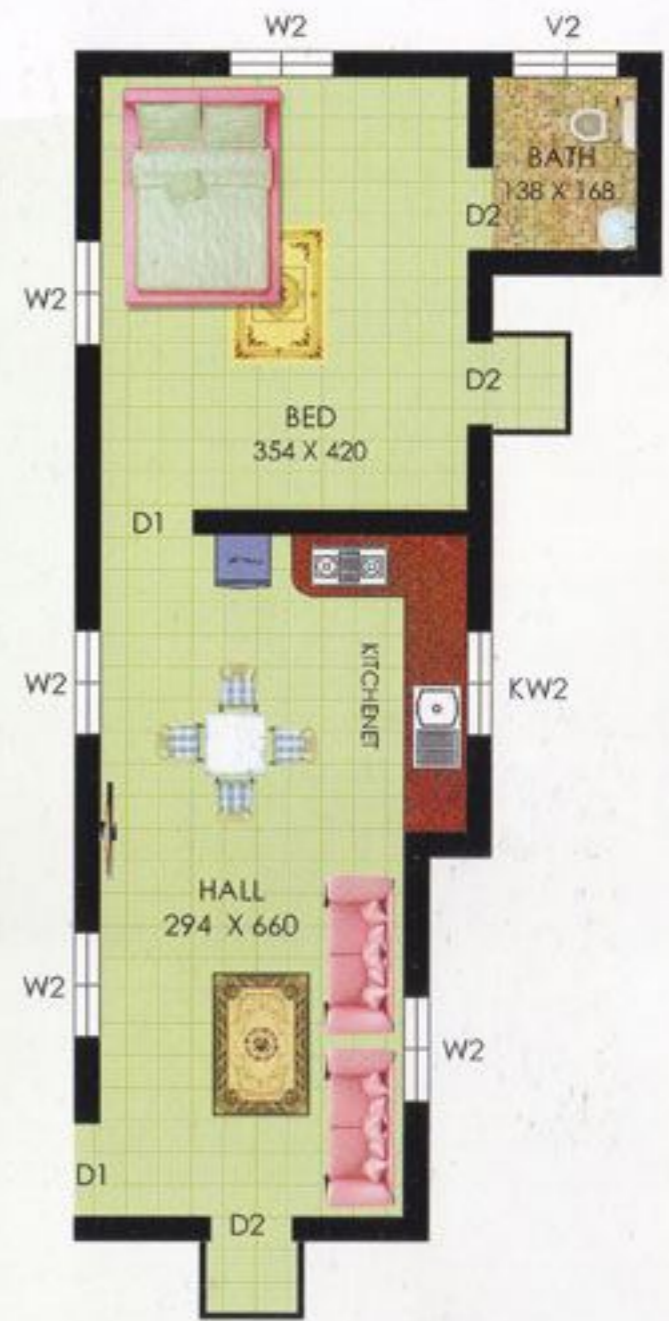 W2
V2
BATH
138 X 168
D2
W2
D2
BED
354 X 420
D1
KITCHENET
W2
KW2
HALL
294 X 660
W2
W2
D1
D2